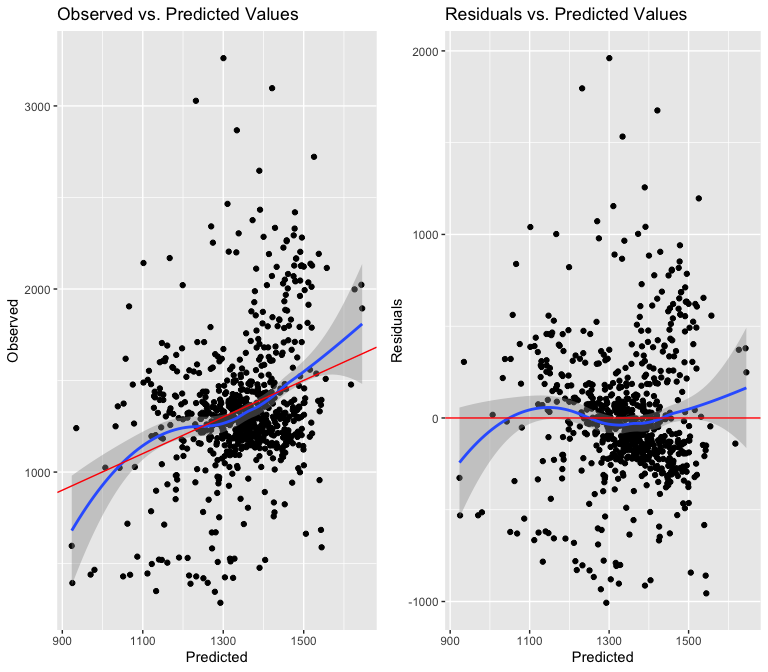 Observed vs. Predicted Values
Observed
3000
2000
1000
900
1100
1300
1500
Predicted
Residuals vs. Predicted Values
Residuals
2000
1000
0
-1000
900
1100
1300
1500
Predicted